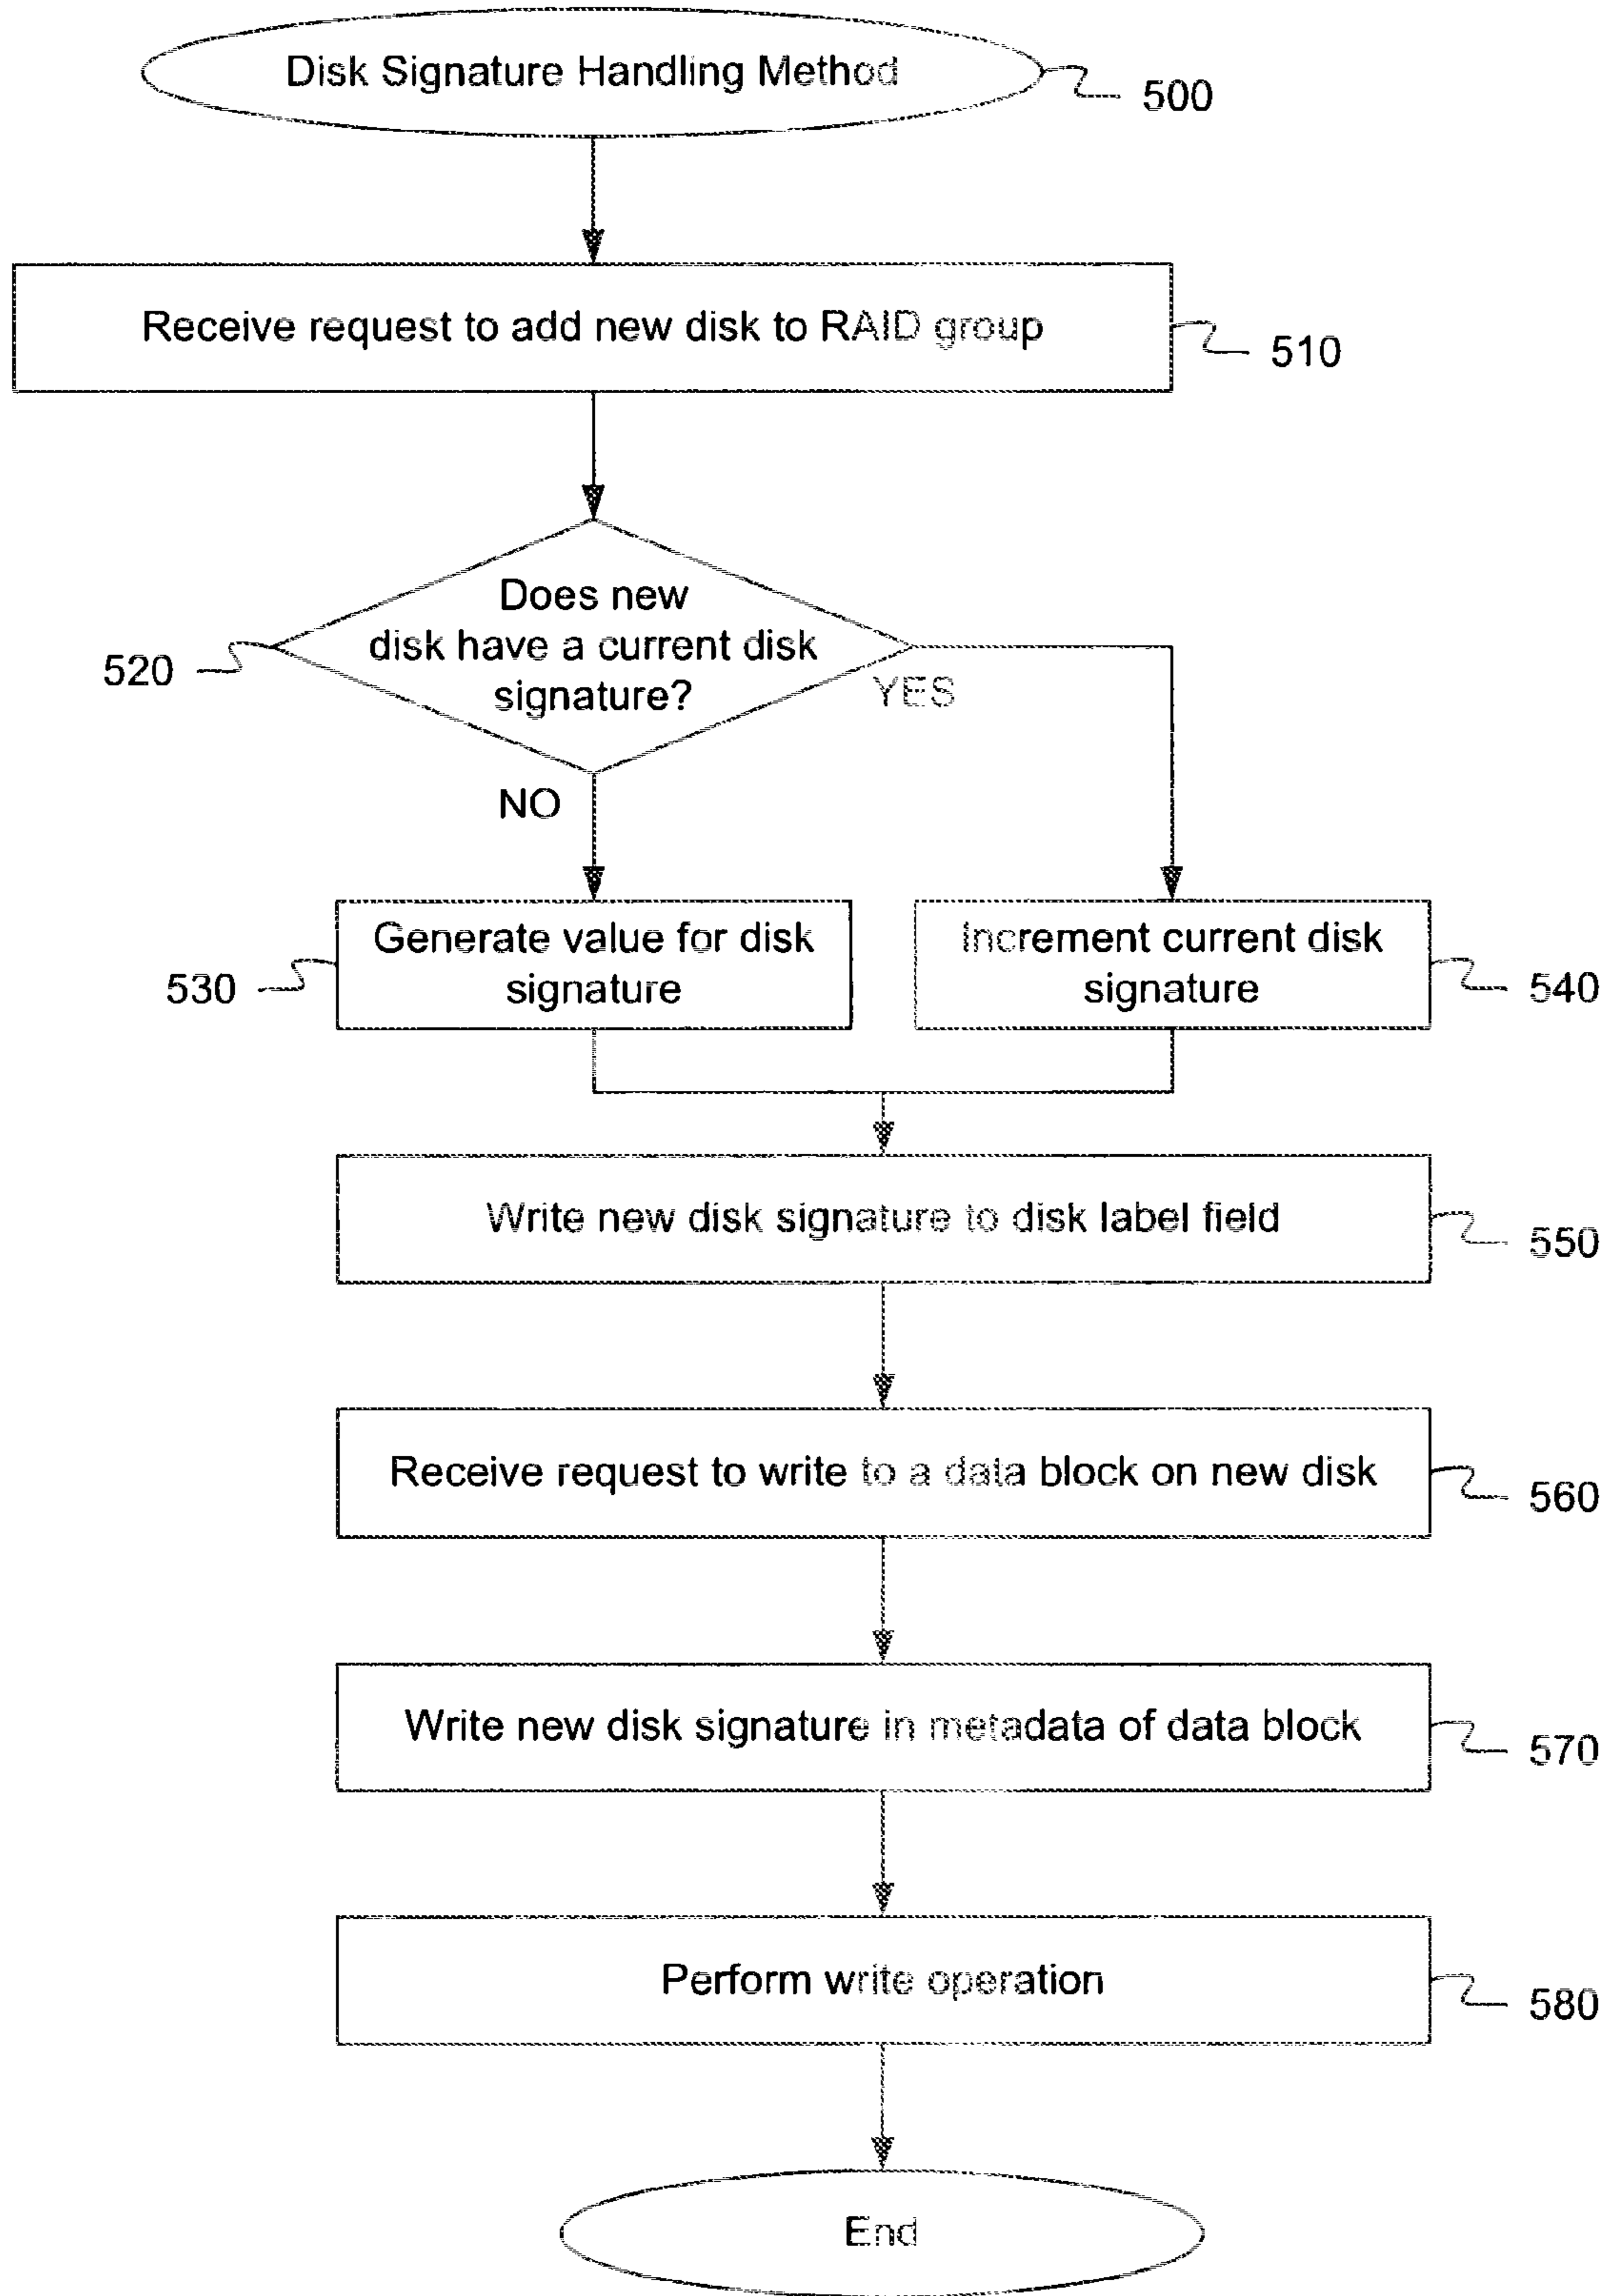 Disk Signature Handling Method
500
Receive request to add new disk to RAID group
510
Does new
disk have a current disk
signature?
520
YES
NO
Generate value for disk
signature
530
Increment current disk
signature
540
Write new disk signature to disk label field
550
Receive request to write to a data block on new disk
560
Write new disk signature in metadata of data block
570
Perform write operation
580
End